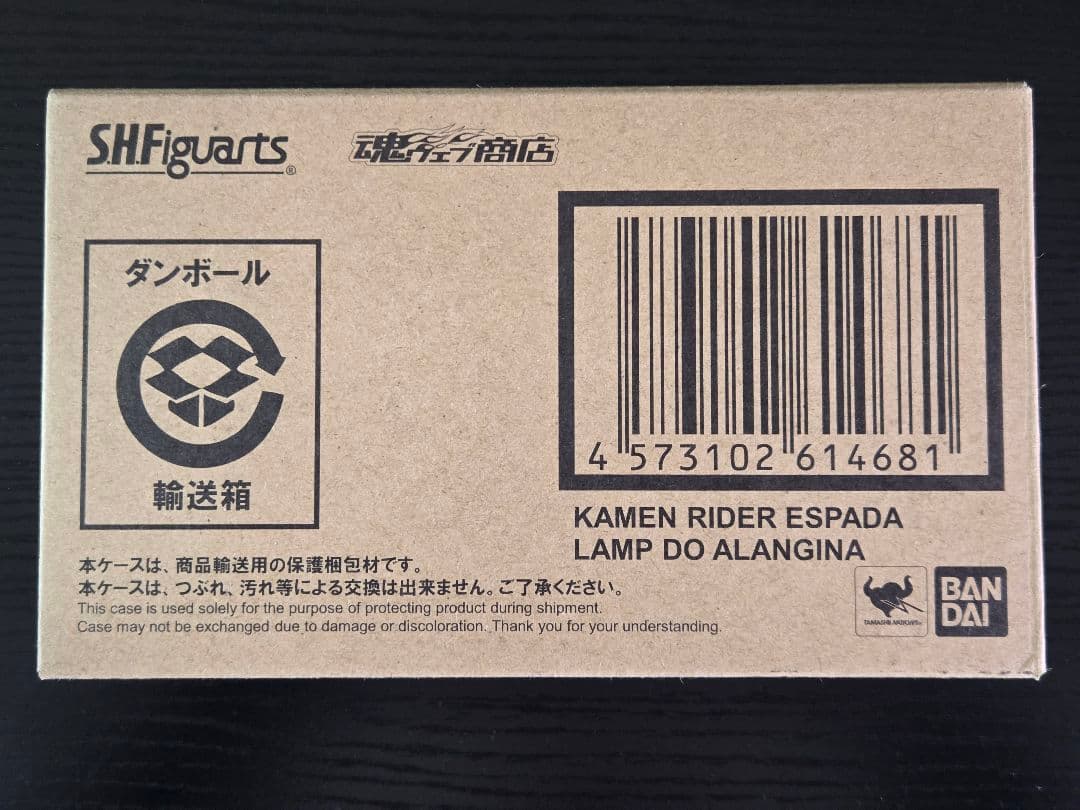 S.H.Figuarts®
魂ウェブ商店
ダンボール
輸送箱
4 573102 614681
KAMEN RIDER ESPADA
LAMP DO ALANGINA
本ケースは、商品輸送用の保護梱包材です。
本ケースは、つぶれ、汚れ等による交換は出来ません。ご了承ください。
This case is used solely for the purpose of protecting product during shipment.
Case may not be exchanged due to damage or discoloration. Thank you for your understanding.
TAMASHII NATIONS
BAN
DAI